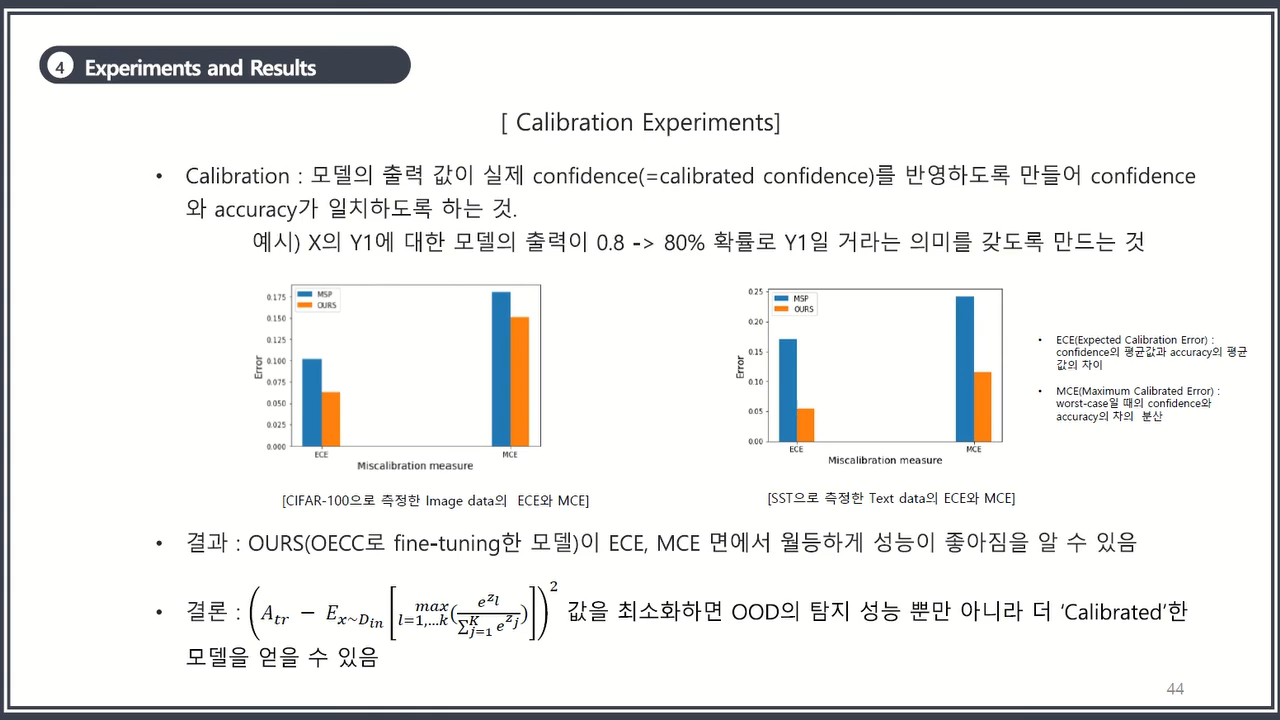 4 Experiments and Results
[ Calibration Experiments]
• Calibration : 모델의 출력 값이 실제 confidence(=calibrated confidence)를 반영하도록 만들어 confidence
와 accuracy가 일치하도록 하는 것.
예시) X의 Y1에 대한 모델의 출력이 0.8 -> 80% 확률로 Y1일 거라는 의미를 갖도록 만드는 것
MSP
OURS
0.175
0.150
0.125
0.100
0.075
0.050
0.025
0.000
Error
ECE MCE
Miscalibration measure
[CIFAR-100으로 측정한 Image data의 ECE와 MCE]
MSP
OURS
0.25
0.20
0.15
0.10
0.05
0.00
Error
ECE MCE
Miscalibration measure
[SST으로 측정한 Text data의 ECE와 MCE]
• ECE(Expected Calibration Error) :
confidence의 평균값과 accuracy의 평균
값의 차이
• MCE(Maximum Calibrated Error) :
worst-case일 때의 confidence와
accuracy의 차의 분산
• 결과 : OURS(OECC로 fine-tuning한 모델)이 ECE, MCE 면에서 월등하게 성능이 좋아짐을 알 수 있음
• 결론 : (A_tr − E_x~D_in [max_l=1,...k (e^z_l / ∑_j=1^K e^z_j)])^2 값을 최소화하면 OOD의 탐지 성능 뿐만 아니라 더 ‘Calibrated’한
모델을 얻을 수 있음
44